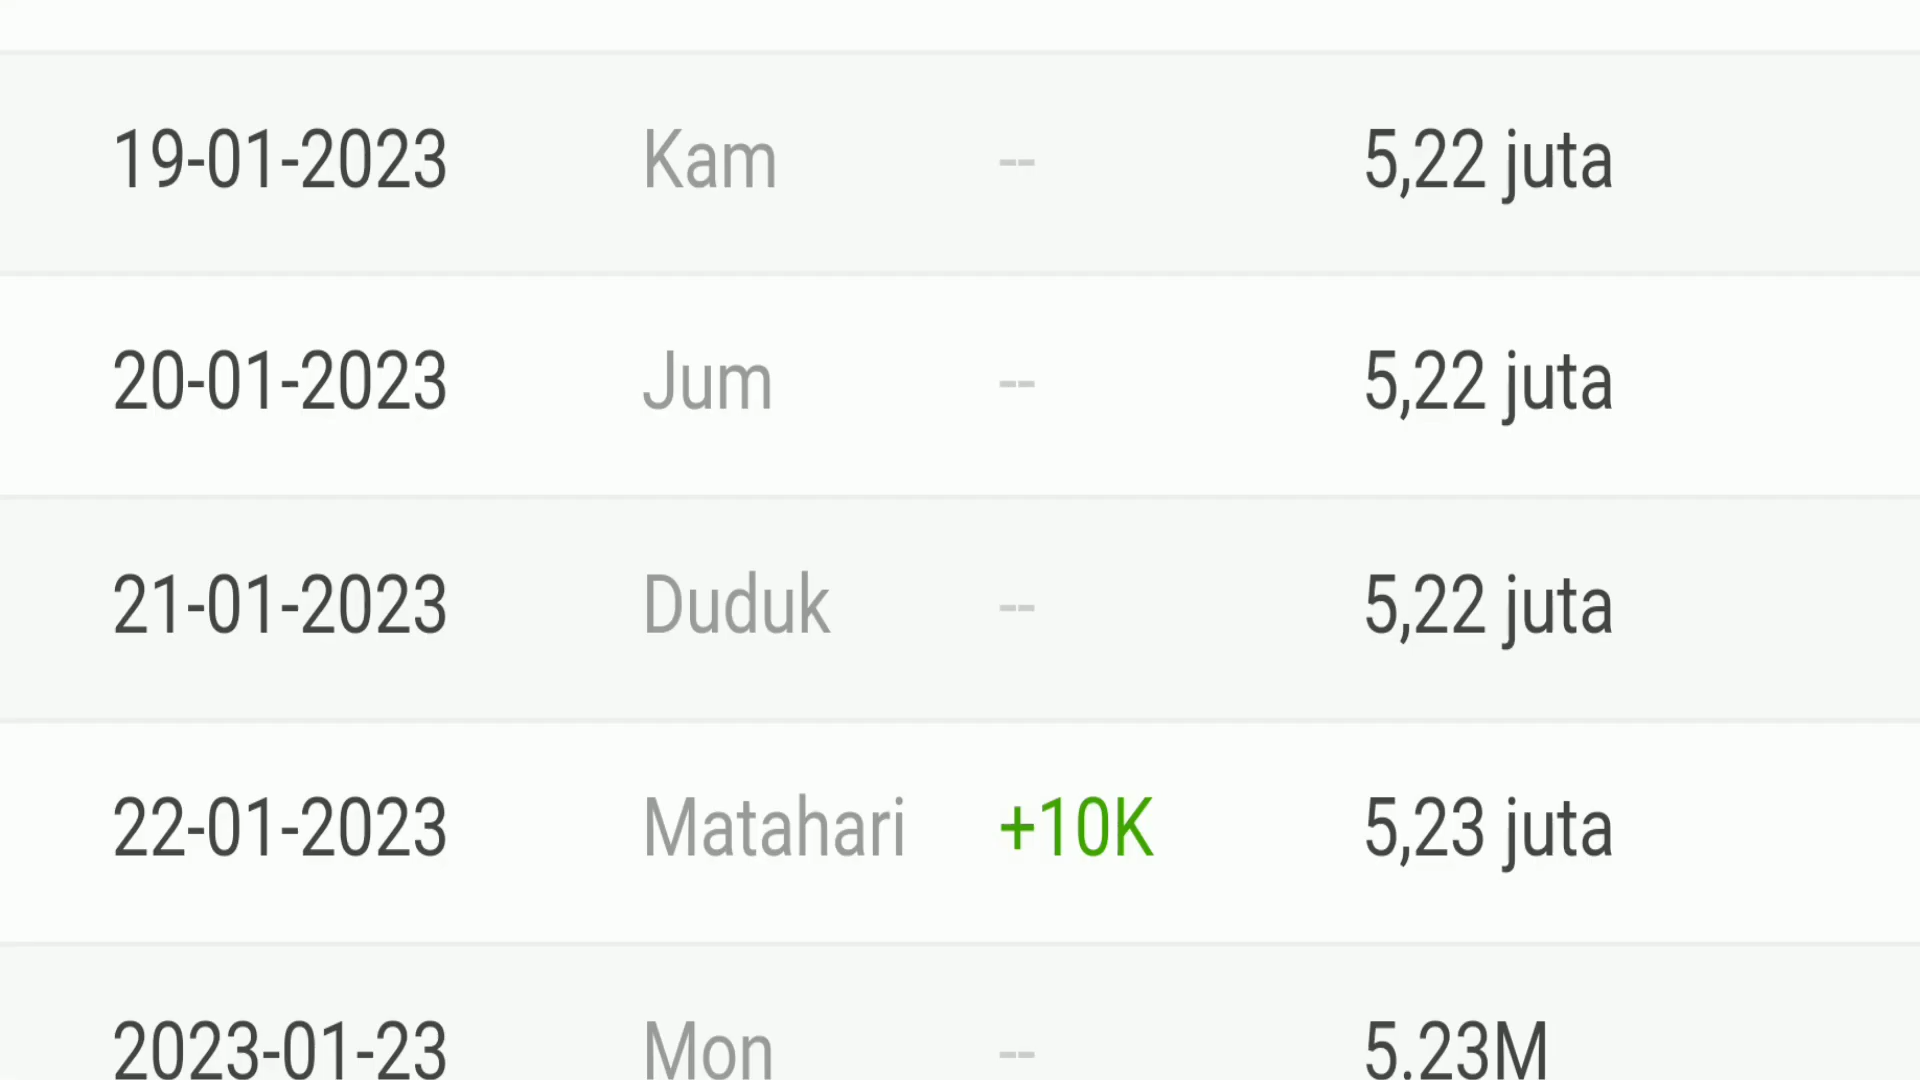 19-01-2023 Kam -- 5,22 juta
20-01-2023 Jum -- 5,22 juta
21-01-2023 Duduk -- 5,22 juta
22-01-2023 Matahari +10K 5,23 juta
2023-01-23 Mon -- 5.23M